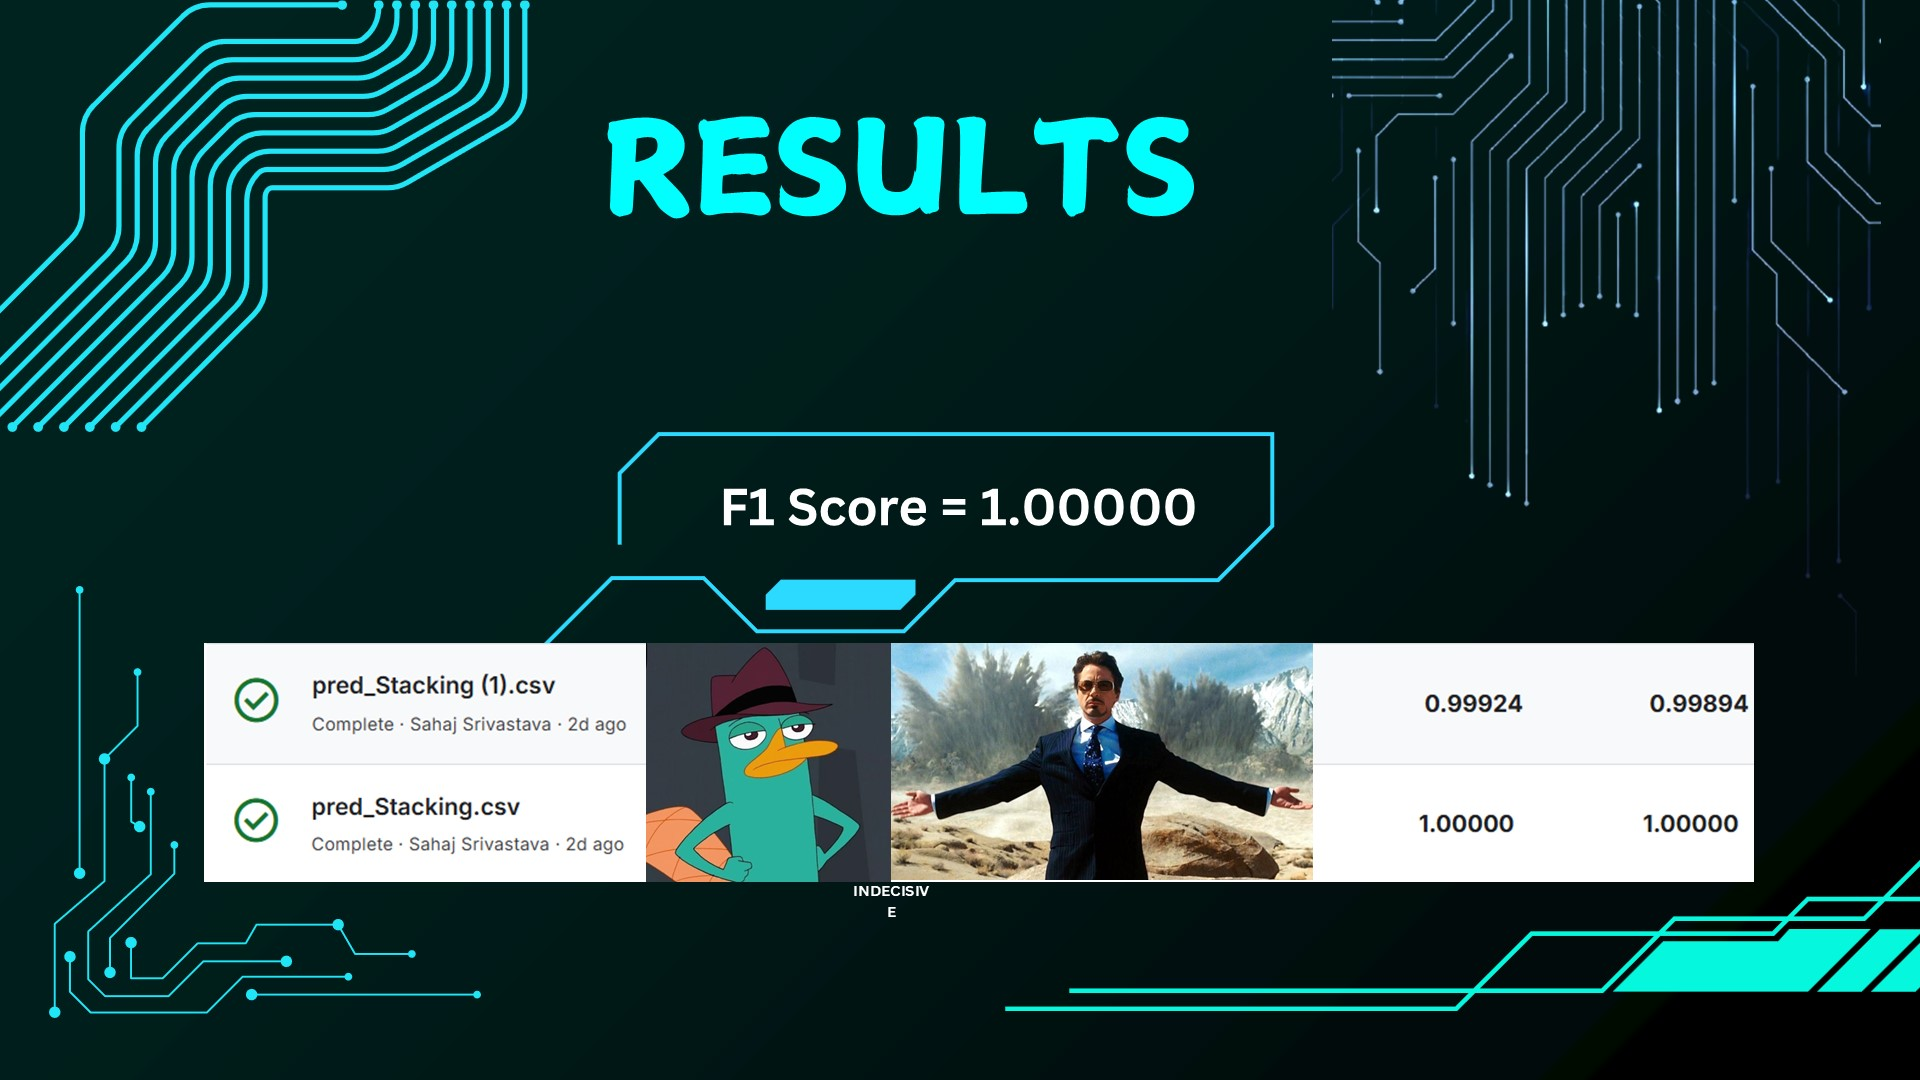 RESULTS
F1 Score = 1.00000
pred_Stacking (1).csv
Complete · Sahaj Srivastava · 2d ago
0.99924
0.99894
pred_Stacking.csv
Complete · Sahaj Srivastava · 2d ago
1.00000
1.00000
INDECISIV
E